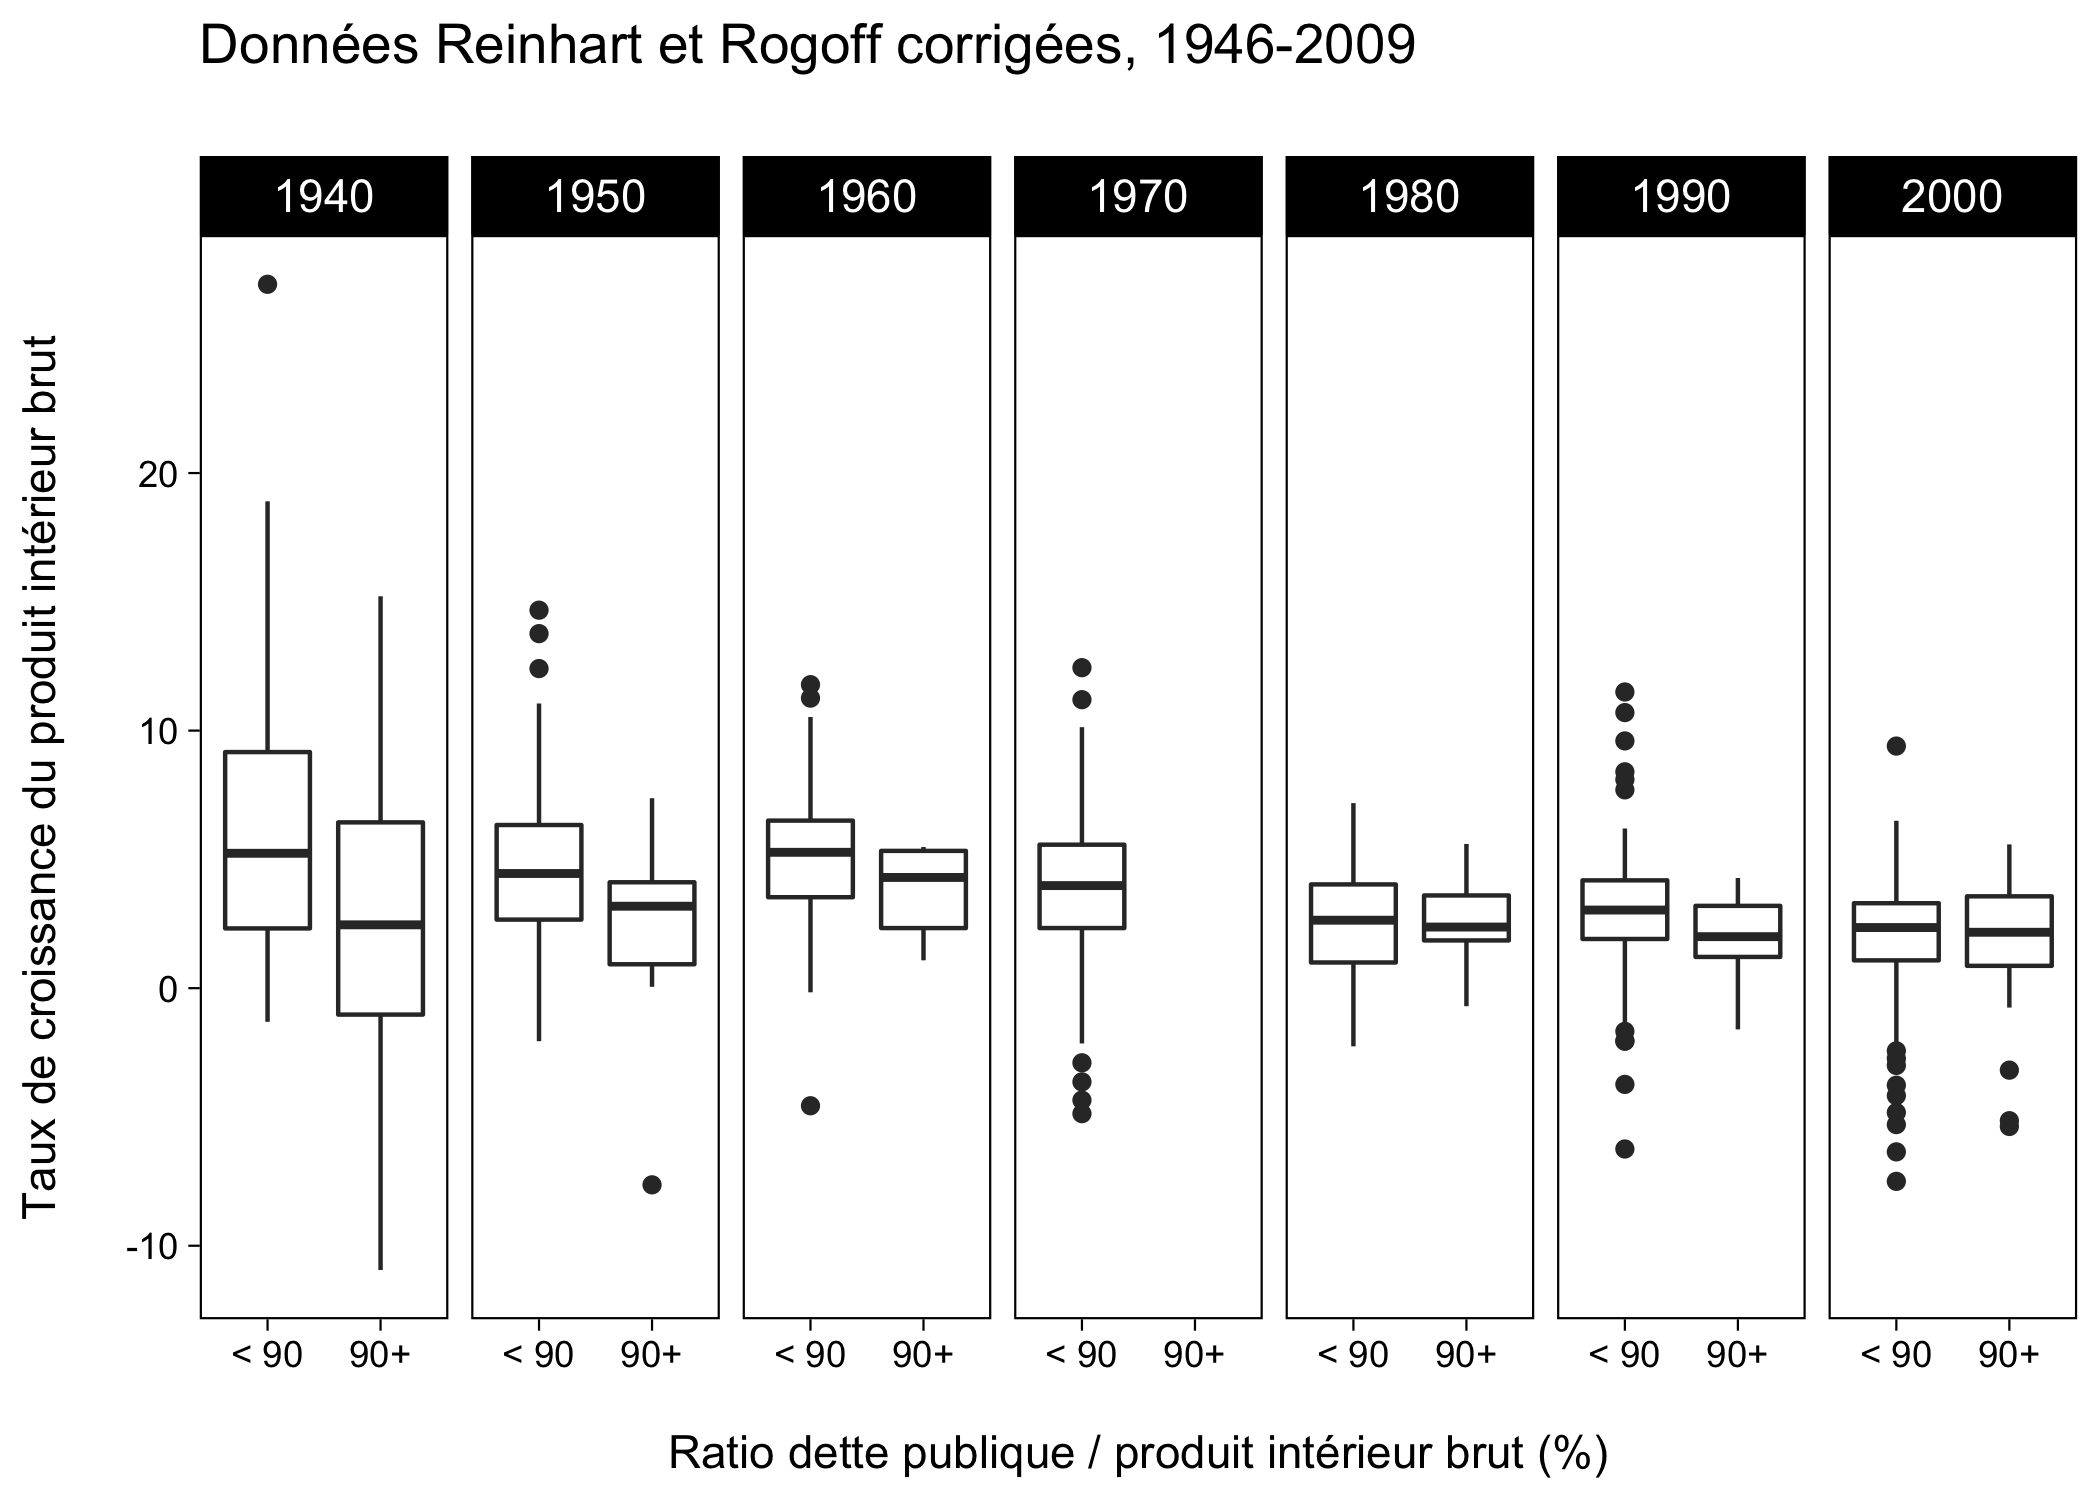 Données Reinhart et Rogoff corrigées, 1946-2009
1940 1950 1960 1970 1980 1990 2000
Taux de croissance du produit intérieur brut
20
10
0
-10
< 90 90+ < 90 90+ < 90 90+ < 90 90+ < 90 90+ < 90 90+ < 90 90+
Ratio dette publique / produit intérieur brut (%)